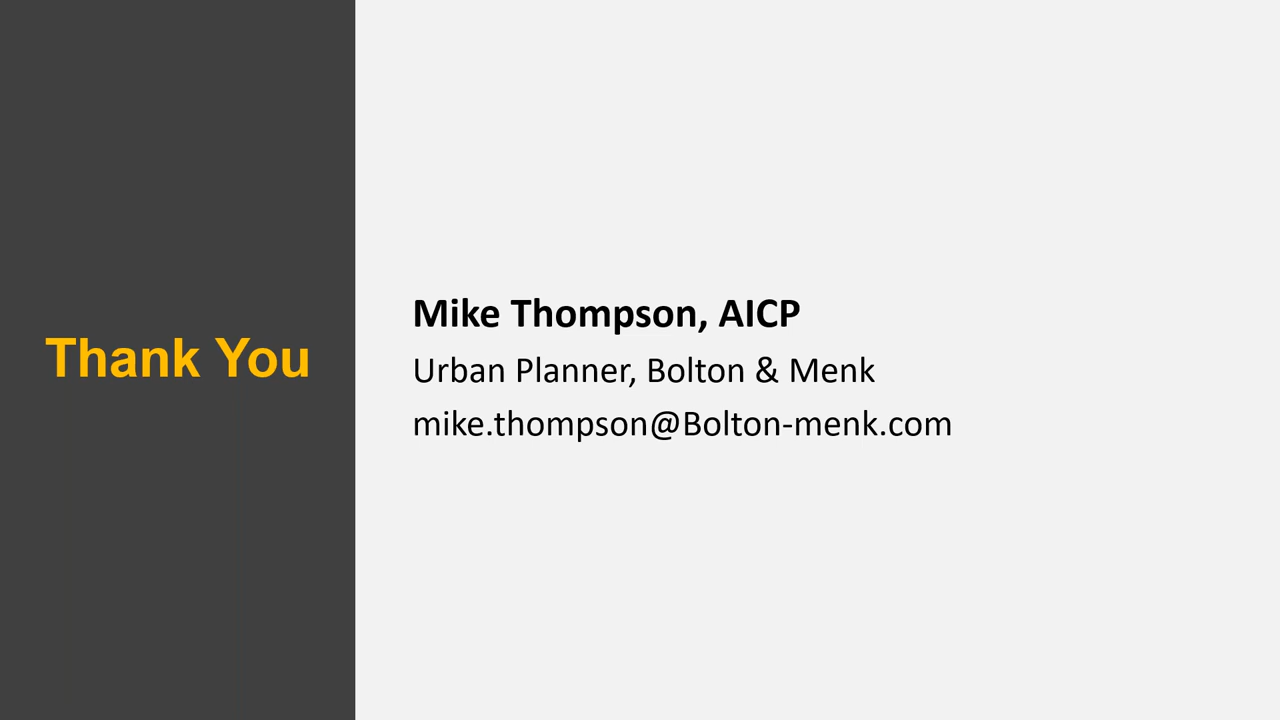 Thank You
Mike Thompson, AICP
Urban Planner, Bolton & Menk
mike.thompson@Bolton-menk.com